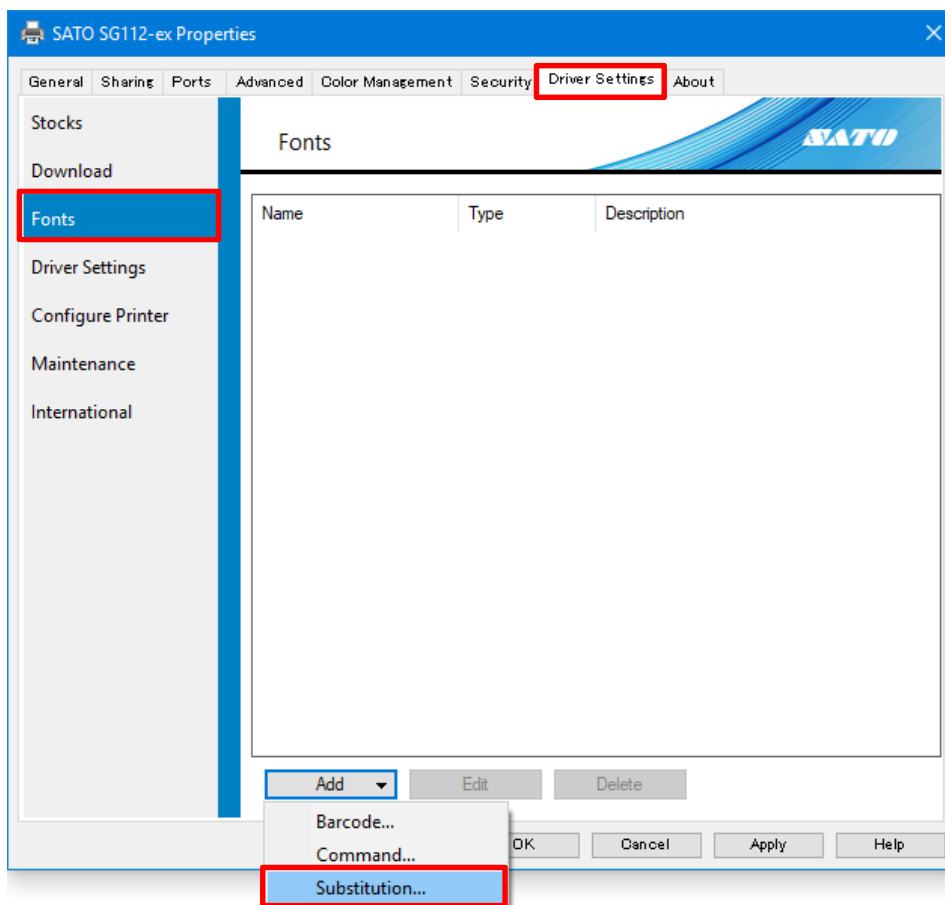 SATO SG112-ex Properties
General Sharing Ports Advanced Color Management Security Driver Settings About
Stocks
Download
Fonts
Driver Settings
Configure Printer
Maintenance
International
Fonts
SATO
Name Type Description
Add Edit Delete
Barcode...
Command...
Substitution...
OK Cancel Apply Help